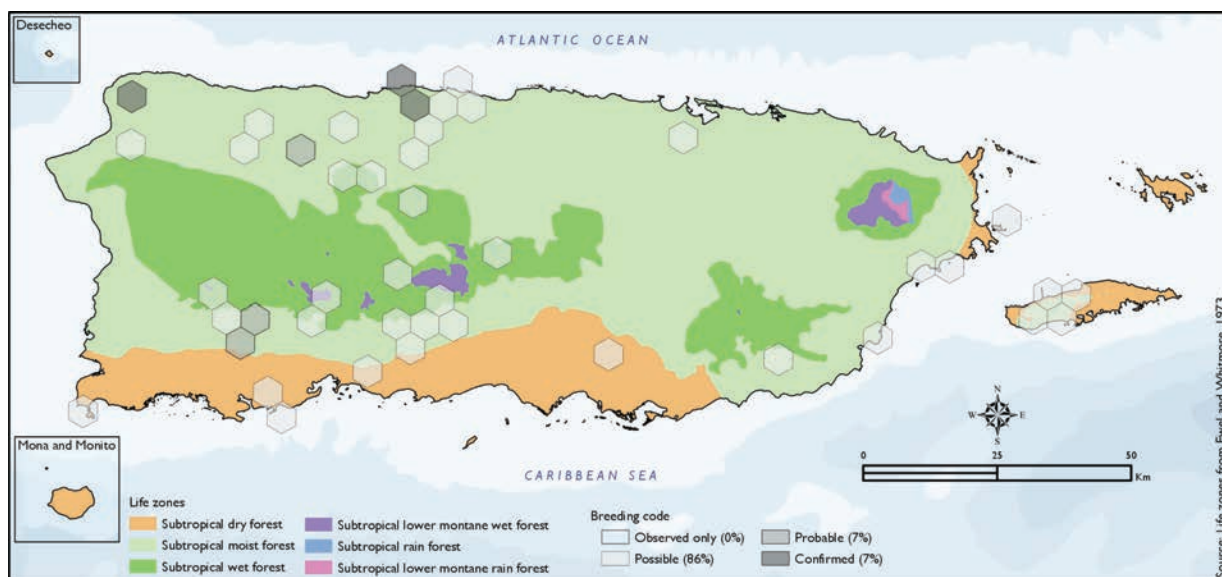 Desecheo
ATLANTIC OCEAN
N
W E
S
Mona and Monito
CARIBBEAN SEA
0 25 50
Km
Life zones
Subtropical dry forest
Subtropical moist forest
Subtropical wet forest
Subtropical lower montane wet forest
Subtropical rain forest
Subtropical lower montane rain forest
Breeding code
Observed only (0%)
Possible (86%)
Probable (7%)
Confirmed (7%)
Source: Life zones from Ewel and Whitmore, 1973